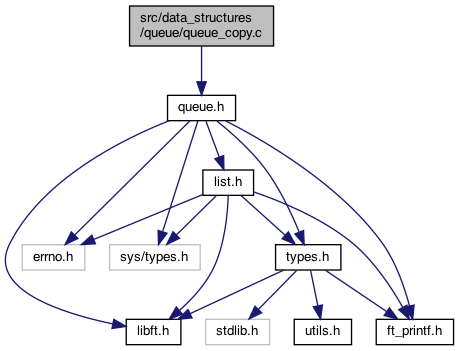 src/data_structures
/queue/queue_copy.c
queue.h
list.h
errno.h
sys/types.h
types.h
libft.h
stdlib.h
utils.h
ft_printf.h